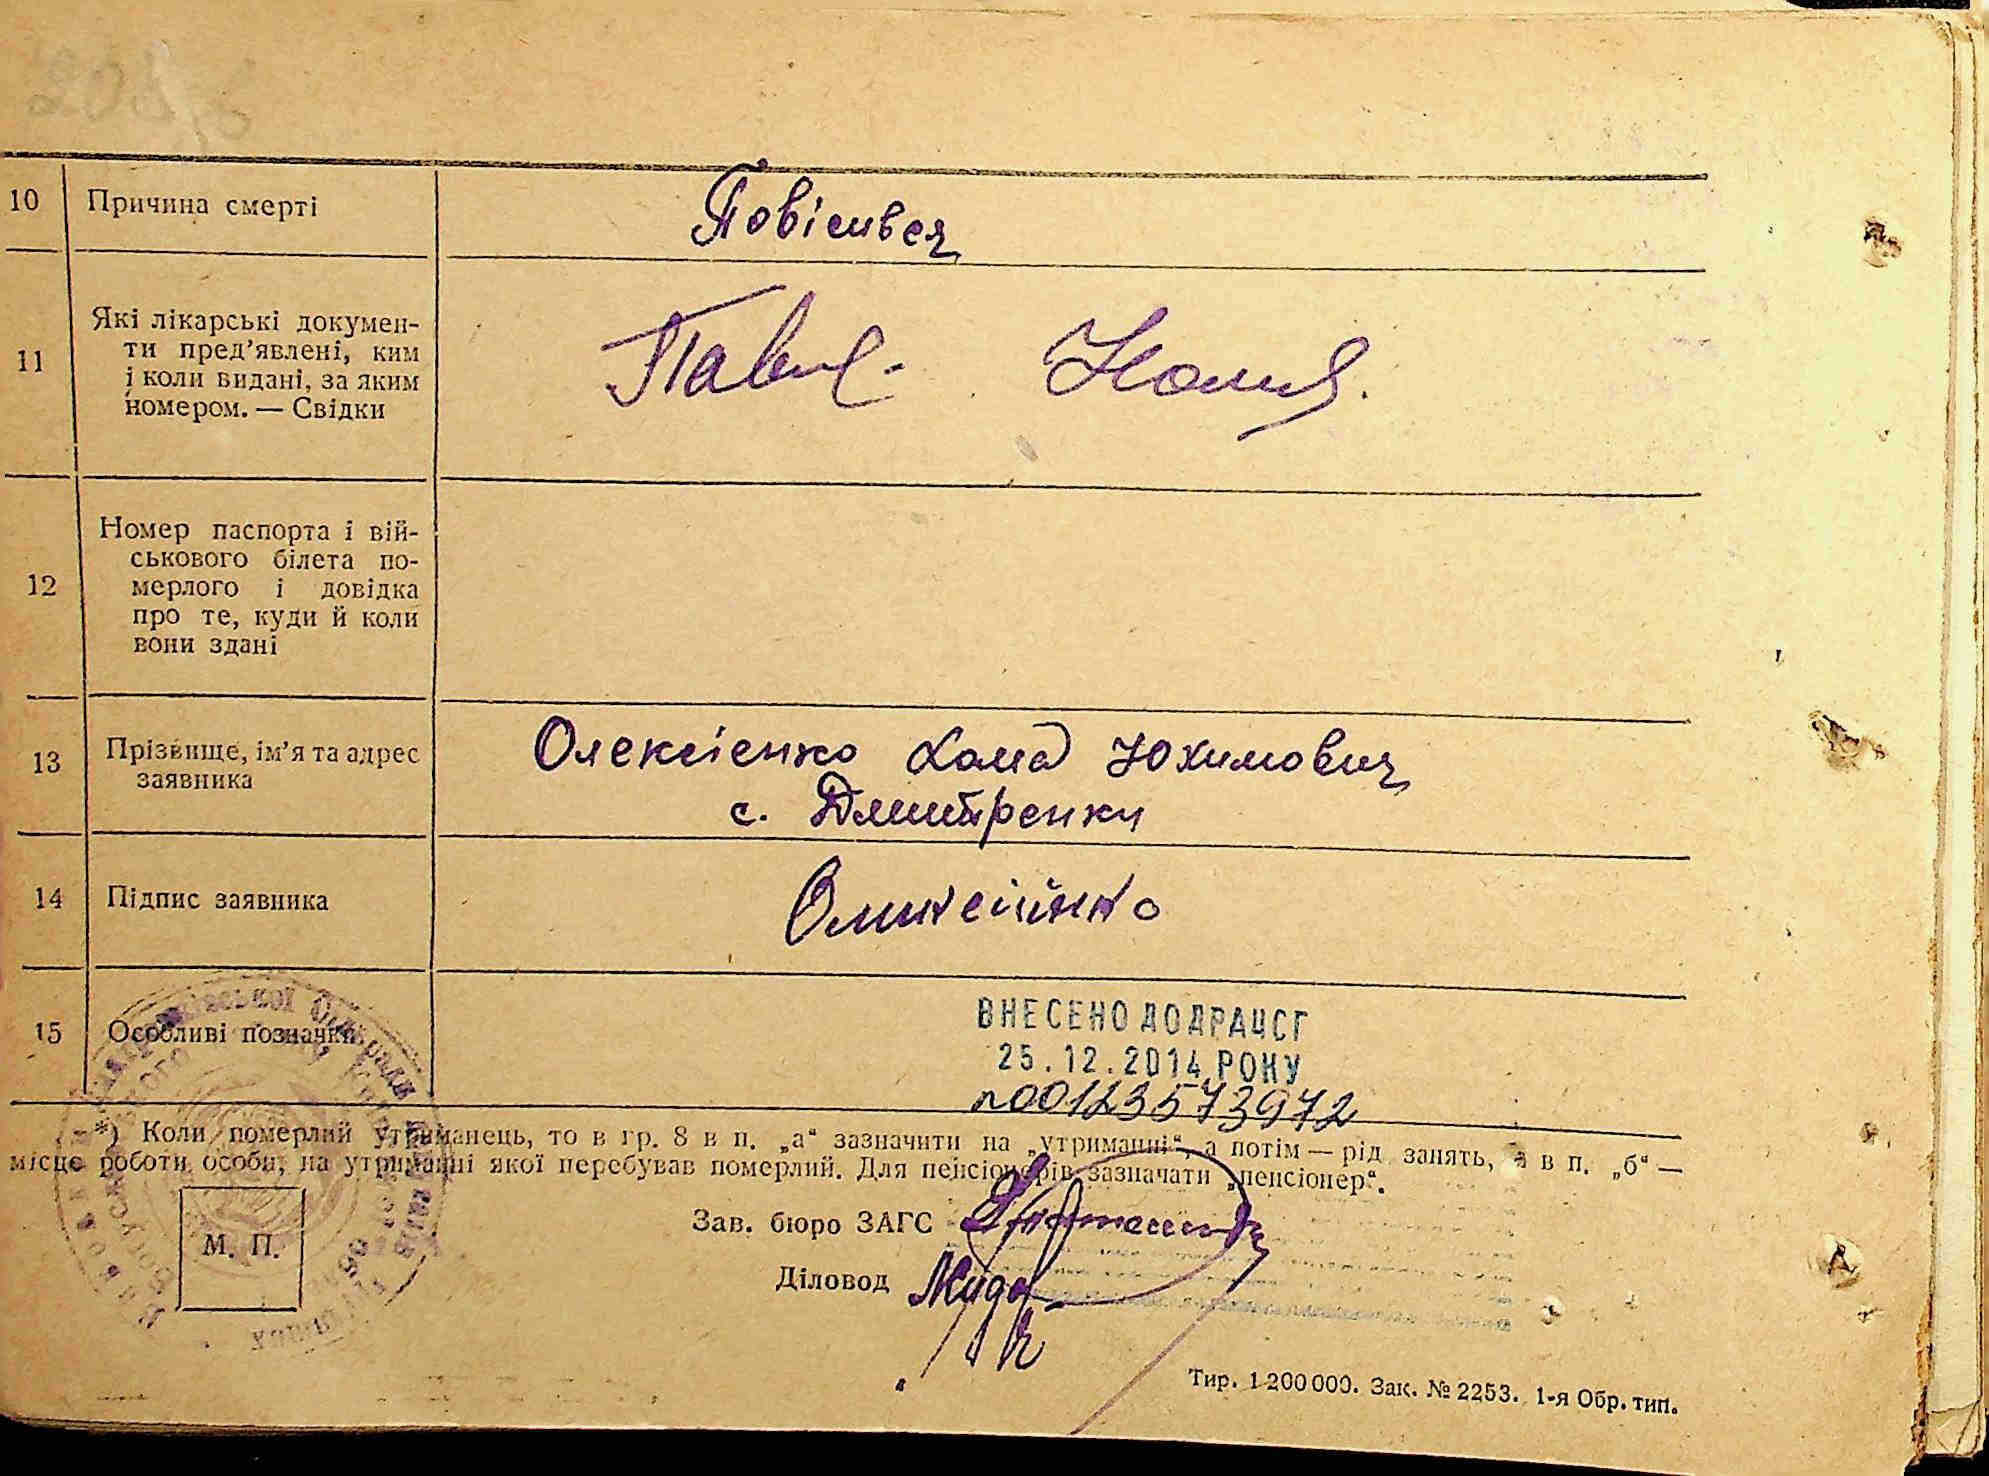 10 Причина смерті Повісився
11 Які лікарські докумен-
ти пред'явлені, ким
і коли видані, за яким
номером. — Свідки
12 Номер паспорта і вій-
ськового білета по-
мерлого і довідка
про те, куди й коли
вони здані
13 Прізвище, ім'я та адрес
заявника
Олексієнко Хома Юхимович
с. Дмитренки
14 Підпис заявника
15 Особливі позначки
ВНЕСЕНО ДО ДРАЦСГ
25.12.2014 РОКУ
n00123573972
*) Коли померлий утриманець, то в гр. 8 в п. „а“ зазначити на „утриманні“, а потім — рід занять, а в п. „б“ —
місце роботи особи, на утриманні якої перебував померлий. Для пенсіонерів зазначати „пенсіонер“.
Зав. бюро ЗАГС
М. П.
Діловод
Тир. 1 200 000. Зак. № 2253. 1-я Обр. тип.